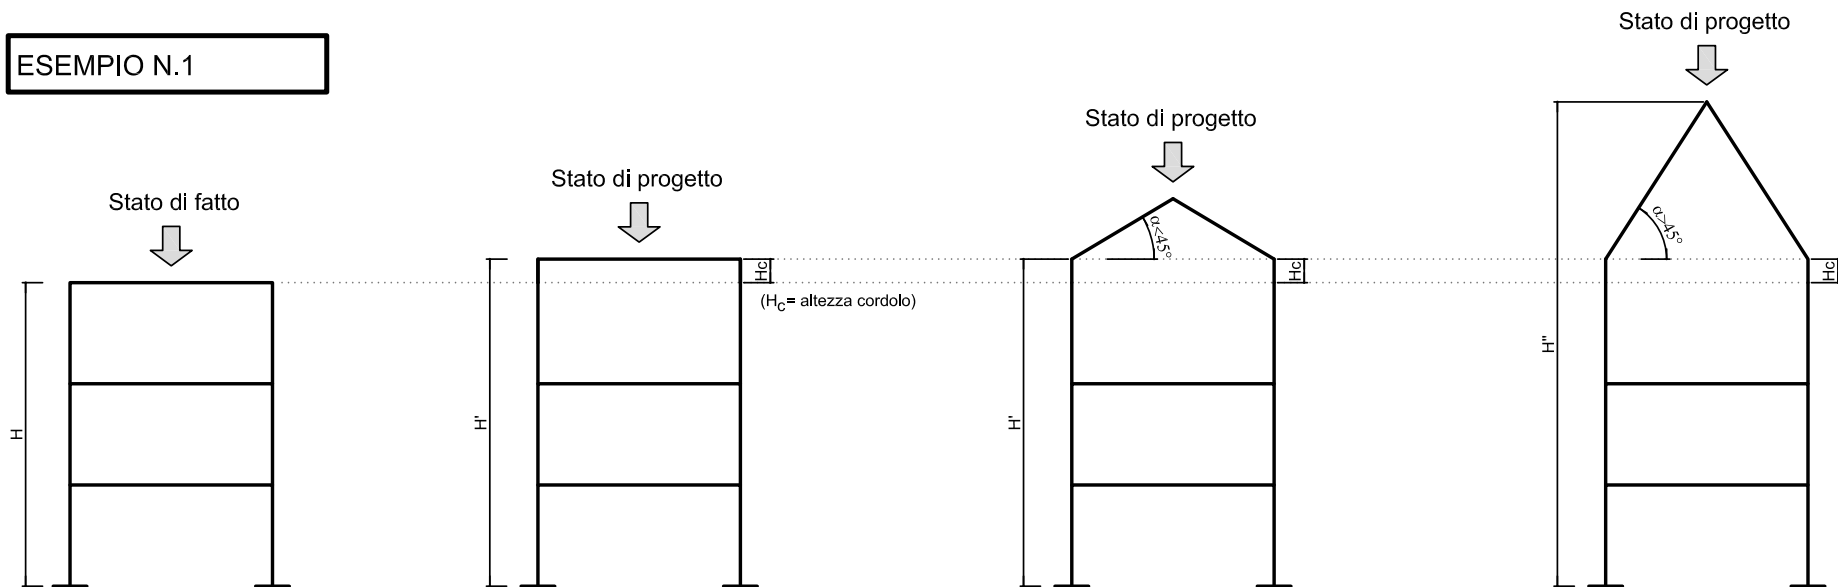 ESEMPIO N.1
Stato di fatto
H
Stato di progetto
H'
Hc
(Hc= altezza cordolo)
Stato di progetto
α<45°
H'
Hc
Stato di progetto
α>45°
H"
Hc